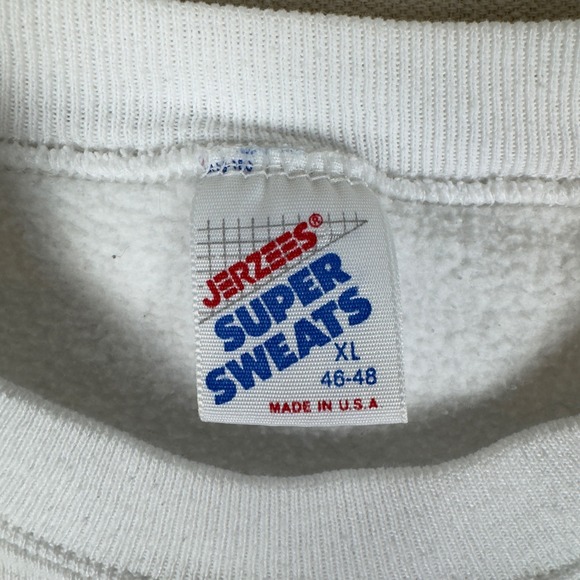 JERZEES®
SUPER
SWEATS
XL
46-48
MADE IN U.S.A